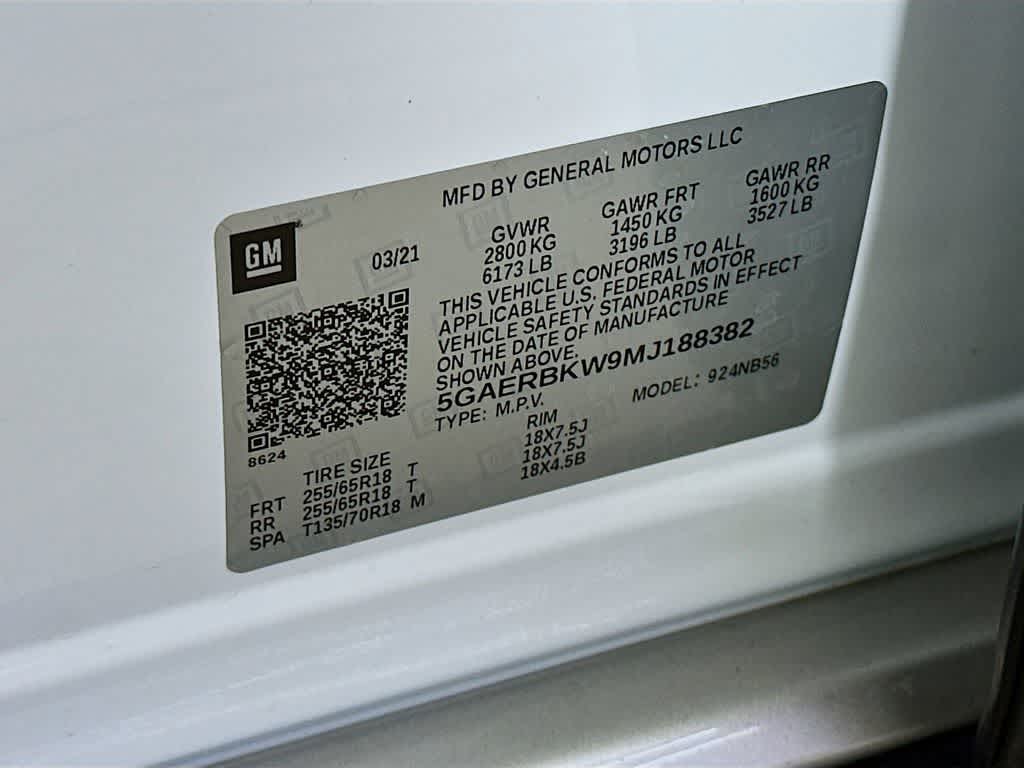 MFD BY GENERAL MOTORS LLC
GM
03/21
GVWR GAWR FRT GAWR RR
2800 KG 1450 KG 1600 KG
6173 LB 3196 LB 3527 LB
THIS VEHICLE CONFORMS TO ALL
APPLICABLE U.S. FEDERAL MOTOR
VEHICLE SAFETY STANDARDS IN EFFECT
ON THE DATE OF MANUFACTURE
SHOWN ABOVE.
5GAERBKW9MJ188382
TYPE: M.P.V. MODEL: 924NB56
8624
TIRE SIZE RIM
FRT 255/65R18 T 18X7.5J
RR 255/65R18 T 18X7.5J
SPA T135/70R18 M 18X4.5B